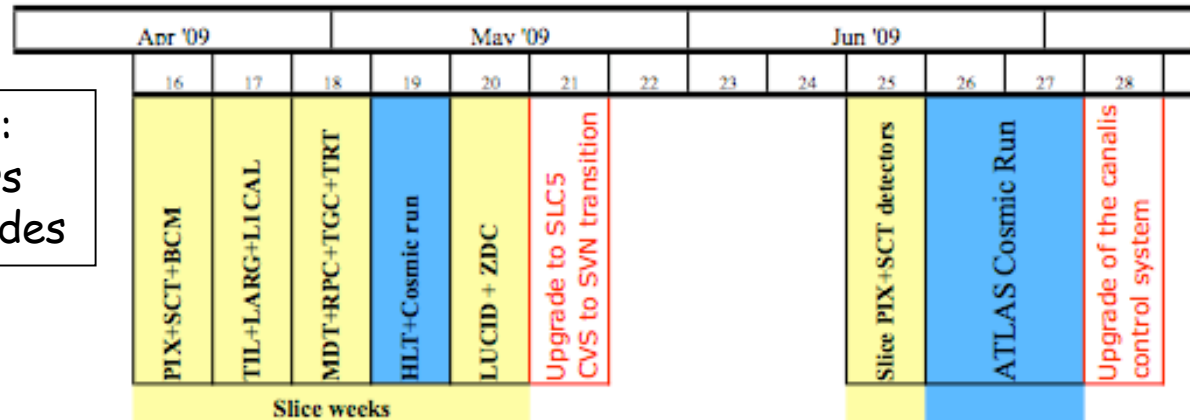 Apr '09 May '09 Jun '09
16 17 18 19 20 21 22 23 24 25 26 27 28
:
s
des
PIX+SCT+BCM
TIL+LARG+L1CAL
MDT+RPC+TGC+TRT
HLT+Cosmic run
LUCID + ZDC
Upgrade to SLC5
CVS to SVN transition
Slice PIX+SCT detectors
ATLAS Cosmic Run
Upgrade of the canalis
control system
Slice weeks